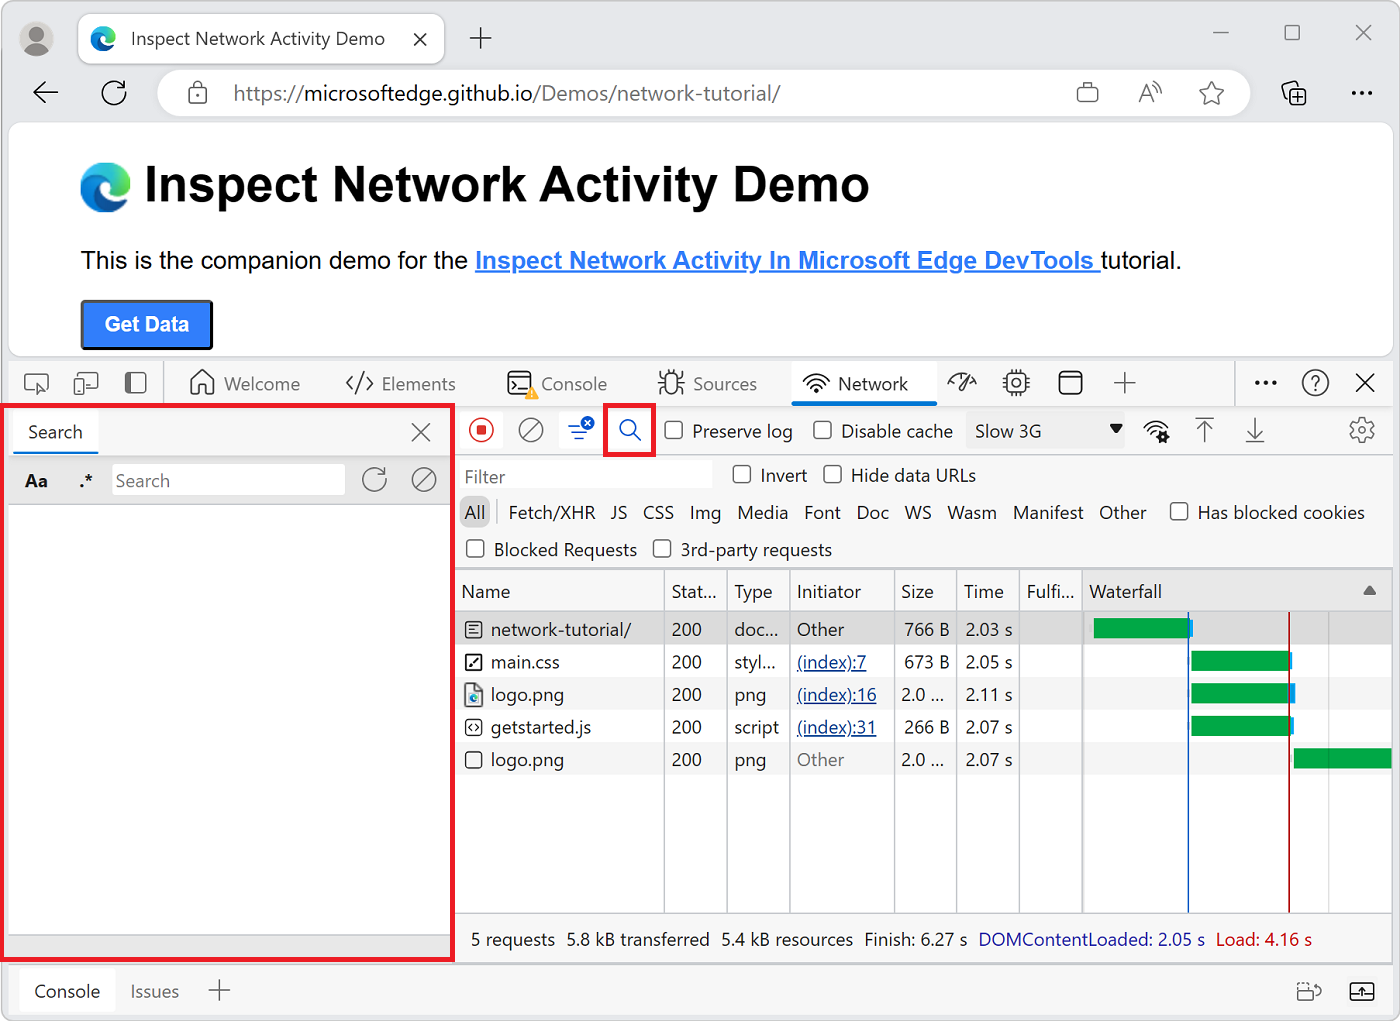 Inspect Network Activity Demo
https://microsoftedge.github.io/Demos/network-tutorial/
Inspect Network Activity Demo
This is the companion demo for the Inspect Network Activity In Microsoft Edge DevTools tutorial.
Get Data
Welcome Elements Console Sources Network
Search
Aa .* Search
Preserve log Disable cache Slow 3G
Filter Invert Hide data URLs
All Fetch/XHR JS CSS Img Media Font Doc WS Wasm Manifest Other Has blocked cookies
Blocked Requests 3rd-party requests
Name Stat... Type Initiator Size Time Fulfi... Waterfall
network-tutorial/ 200 doc... Other 766 B 2.03 s
main.css 200 styl... (index):7 673 B 2.05 s
logo.png 200 png (index):16 2.0 ... 2.11 s
getstarted.js 200 script (index):31 266 B 2.07 s
logo.png 200 png Other 2.0 ... 2.07 s
5 requests 5.8 kB transferred 5.4 kB resources Finish: 6.27 s DOMContentLoaded: 2.05 s Load: 4.16 s
Console Issues